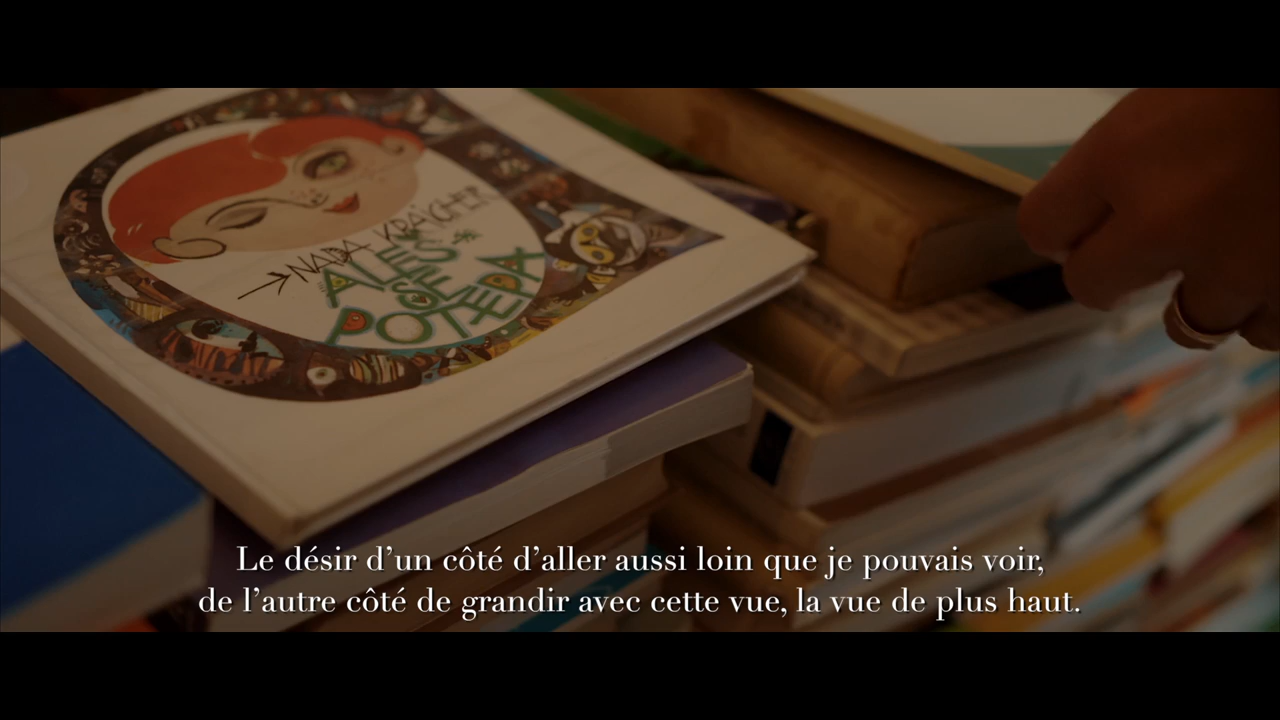 NADA KRAIGHER
ALEŠ
SE
POTEPA
Le désir d'un côté d'aller aussi loin que je pouvais voir,
de l'autre côté de grandir avec cette vue, la vue de plus haut.